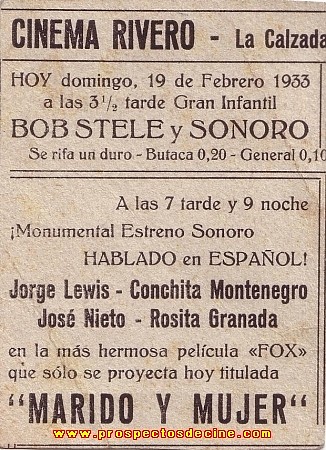 CINEMA RIVERO - La Calzada
HOY domingo, 19 de Febrero 1933
a las 3 1/2 tarde Gran Infantil
BOB STELE y SONORO
Se rifa un duro - Butaca 0,20 - General 0,10
A las 7 tarde y 9 noche
¡Monumental Estreno Sonoro
HABLADO en ESPAÑOL!
Jorge Lewis - Conchita Montenegro
José Nieto - Rosita Granada
en la más hermosa película «FOX»
que sólo se proyecta hoy titulada
"MARIDO Y MUJER"
www.prospectosdecine.com